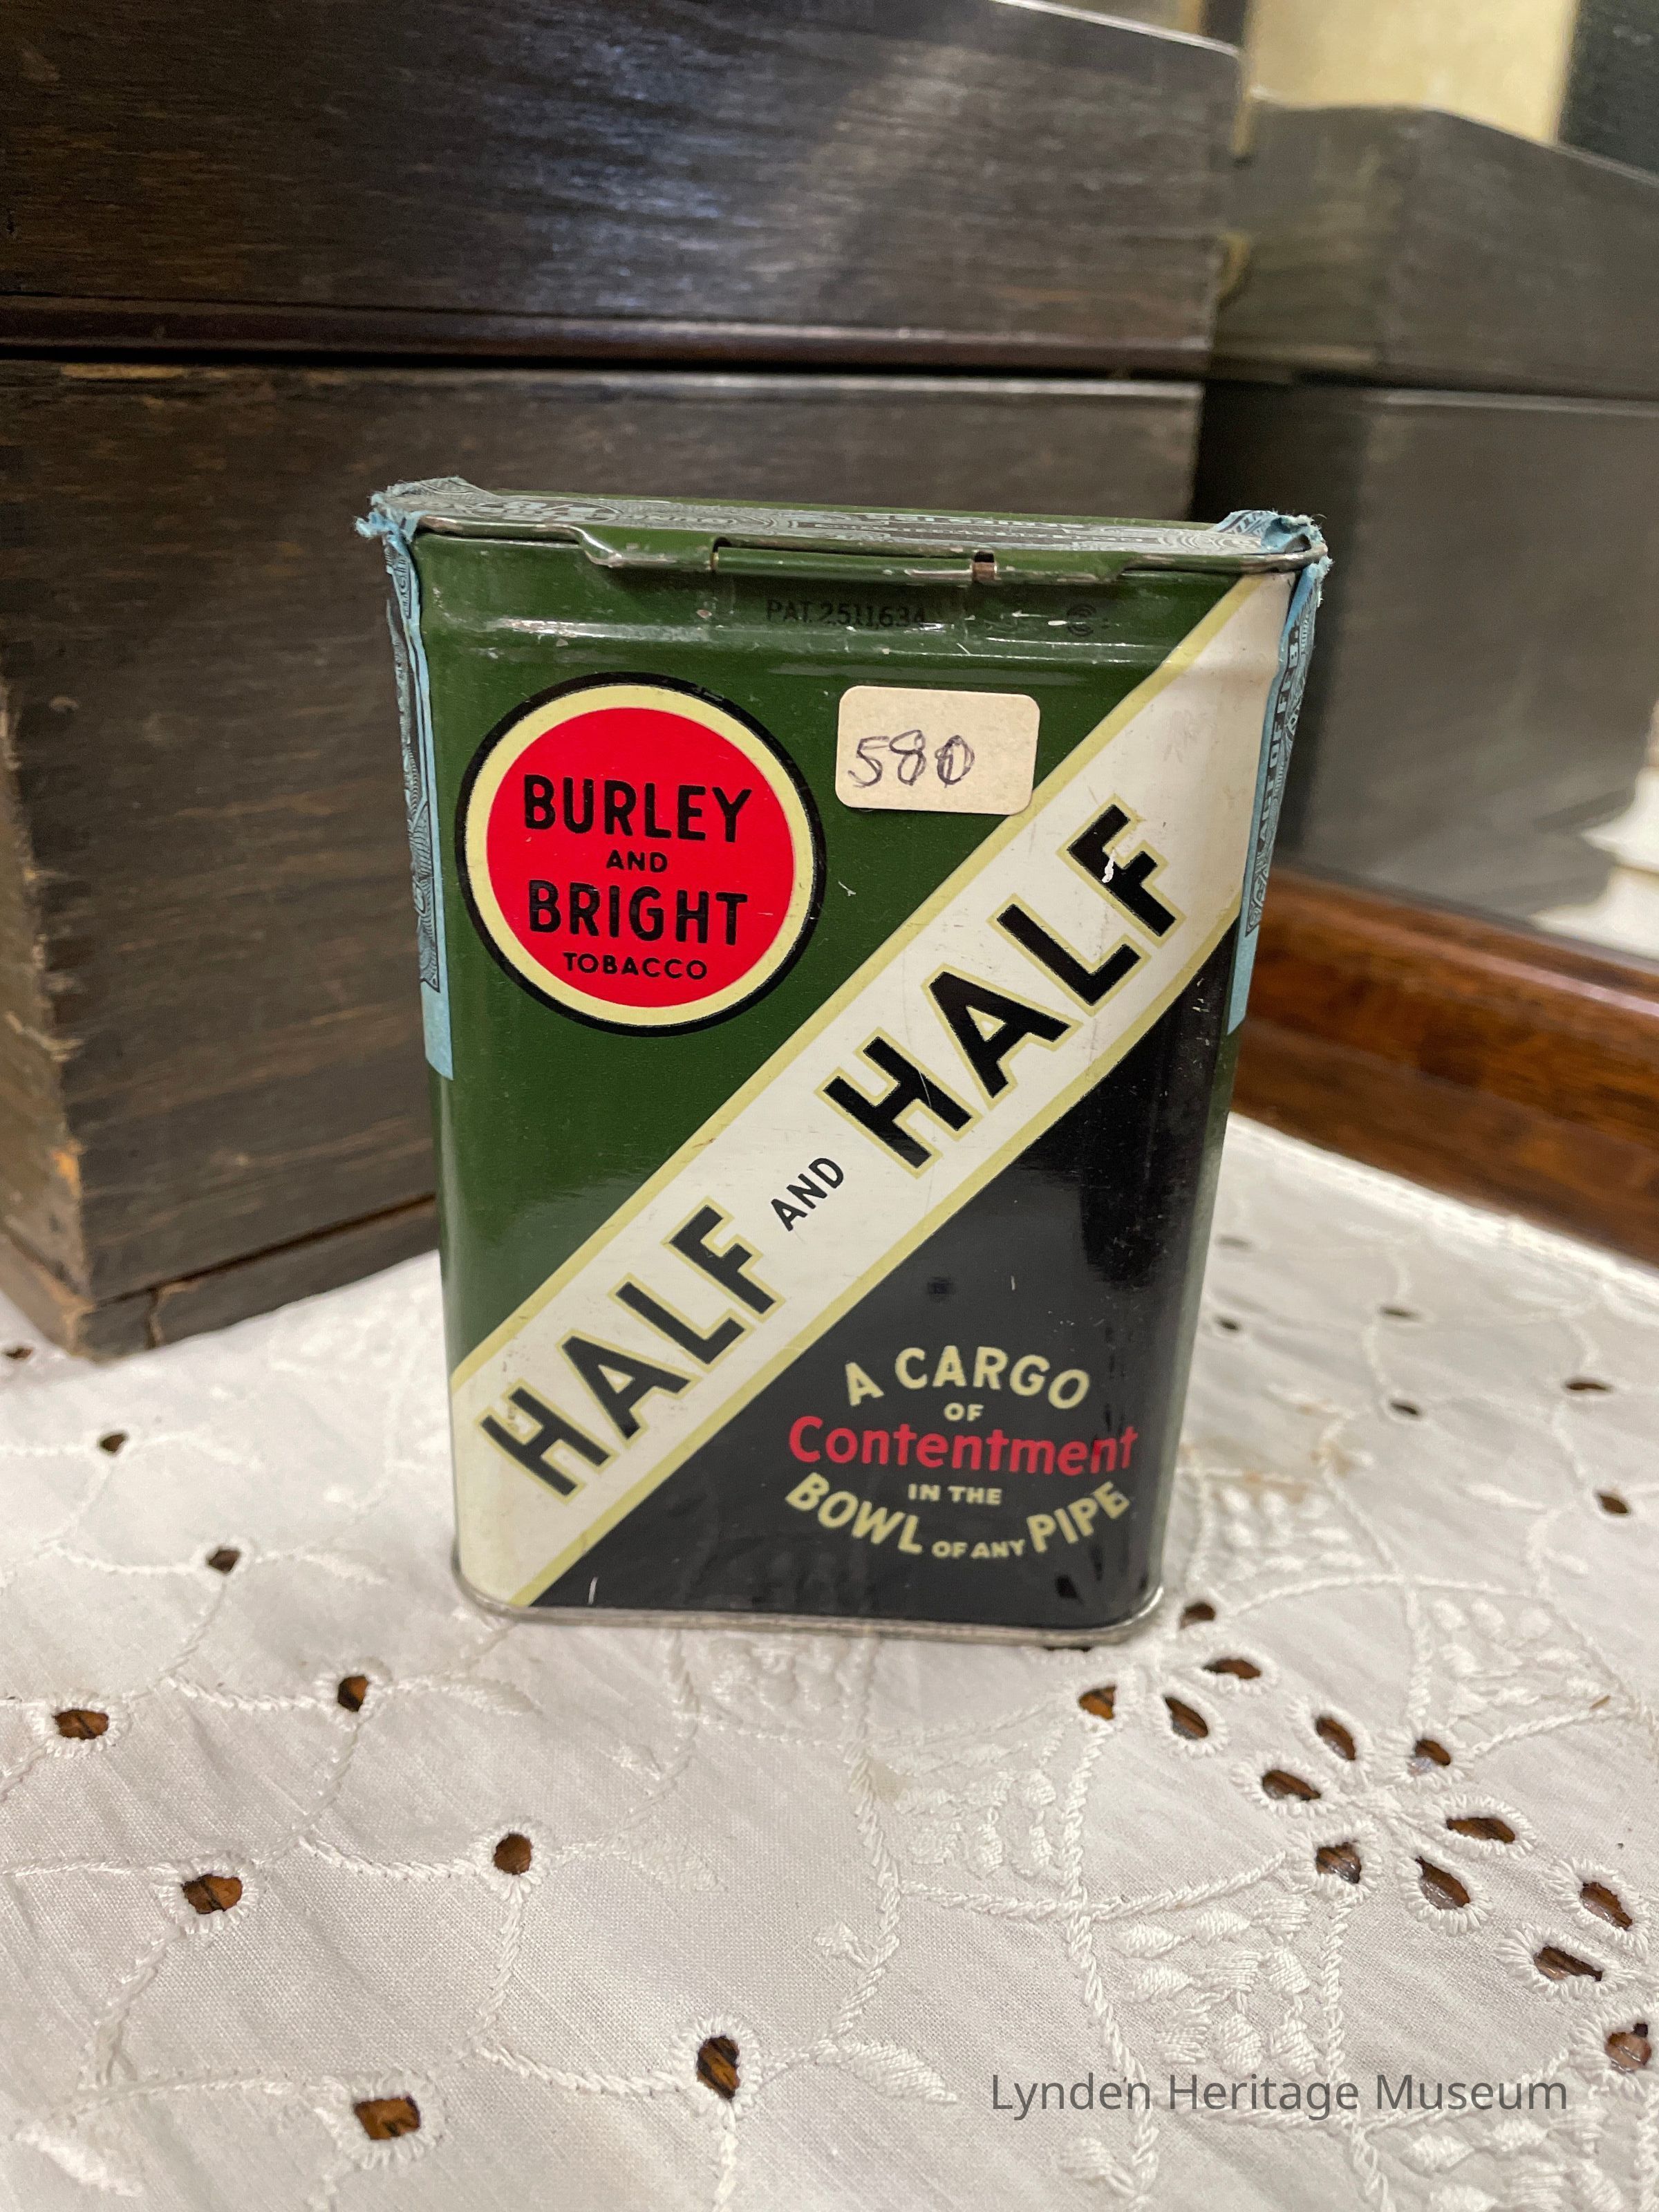 PAT. 2511634
BURLEY
AND
BRIGHT
TOBACCO
580
HALF AND HALF
A CARGO
OF
Contentment
IN THE
BOWL OF ANY PIPE
Lynden Heritage Museum